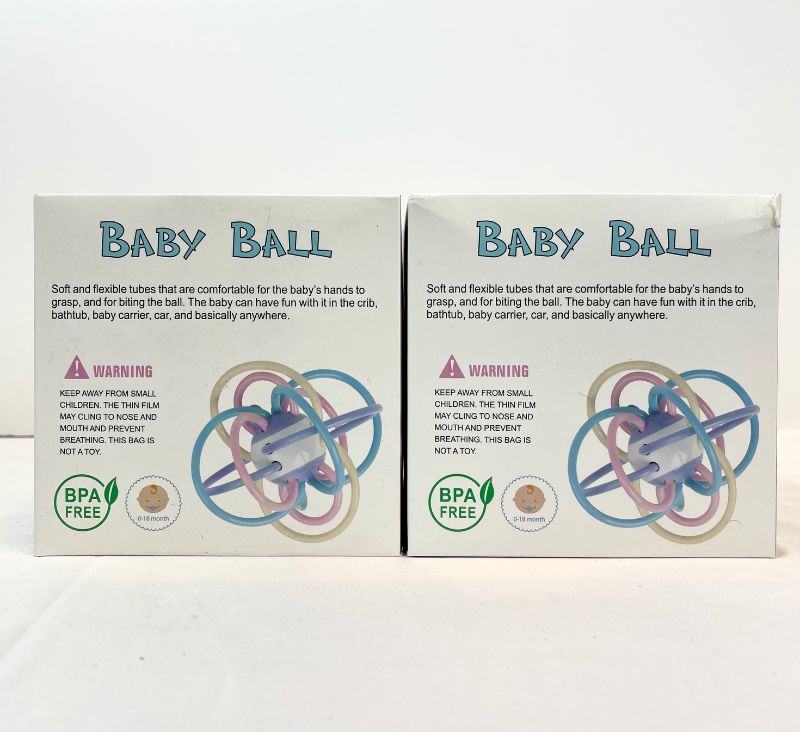 BABY BALL
Soft and flexible tubes that are comfortable for the baby's hands to
grasp, and for biting the ball. The baby can have fun with it in the crib,
bathtub, baby carrier, car, and basically anywhere.
WARNING
KEEP AWAY FROM SMALL
CHILDREN. THE THIN FILM
MAY CLING TO NOSE AND
MOUTH AND PREVENT
BREATHING. THIS BAG IS
NOT A TOY.
BPA
FREE
0-18 month
BABY BALL
Soft and flexible tubes that are comfortable for the baby's hands to
grasp, and for biting the ball. The baby can have fun with it in the crib,
bathtub, baby carrier, car, and basically anywhere.
WARNING
KEEP AWAY FROM SMALL
CHILDREN. THE THIN FILM
MAY CLING TO NOSE AND
MOUTH AND PREVENT
BREATHING. THIS BAG IS
NOT A TOY.
BPA
FREE
0-18 month